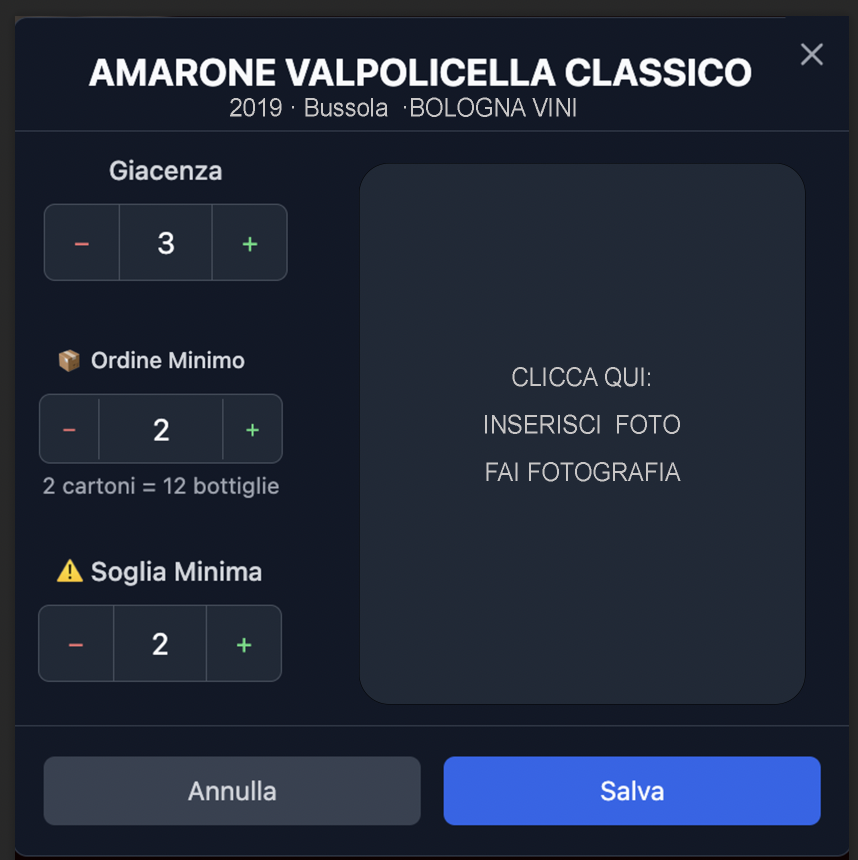 AMARONE VALPOLICELLA CLASSICO
2019 · Bussola ·BOLOGNA VINI
Giacenza
− 3 +
📦 Ordine Minimo
− 2 +
2 cartoni = 12 bottiglie
⚠️ Soglia Minima
− 2 +
CLICCA QUI:
INSERISCI FOTO
FAI FOTOGRAFIA
Annulla
Salva